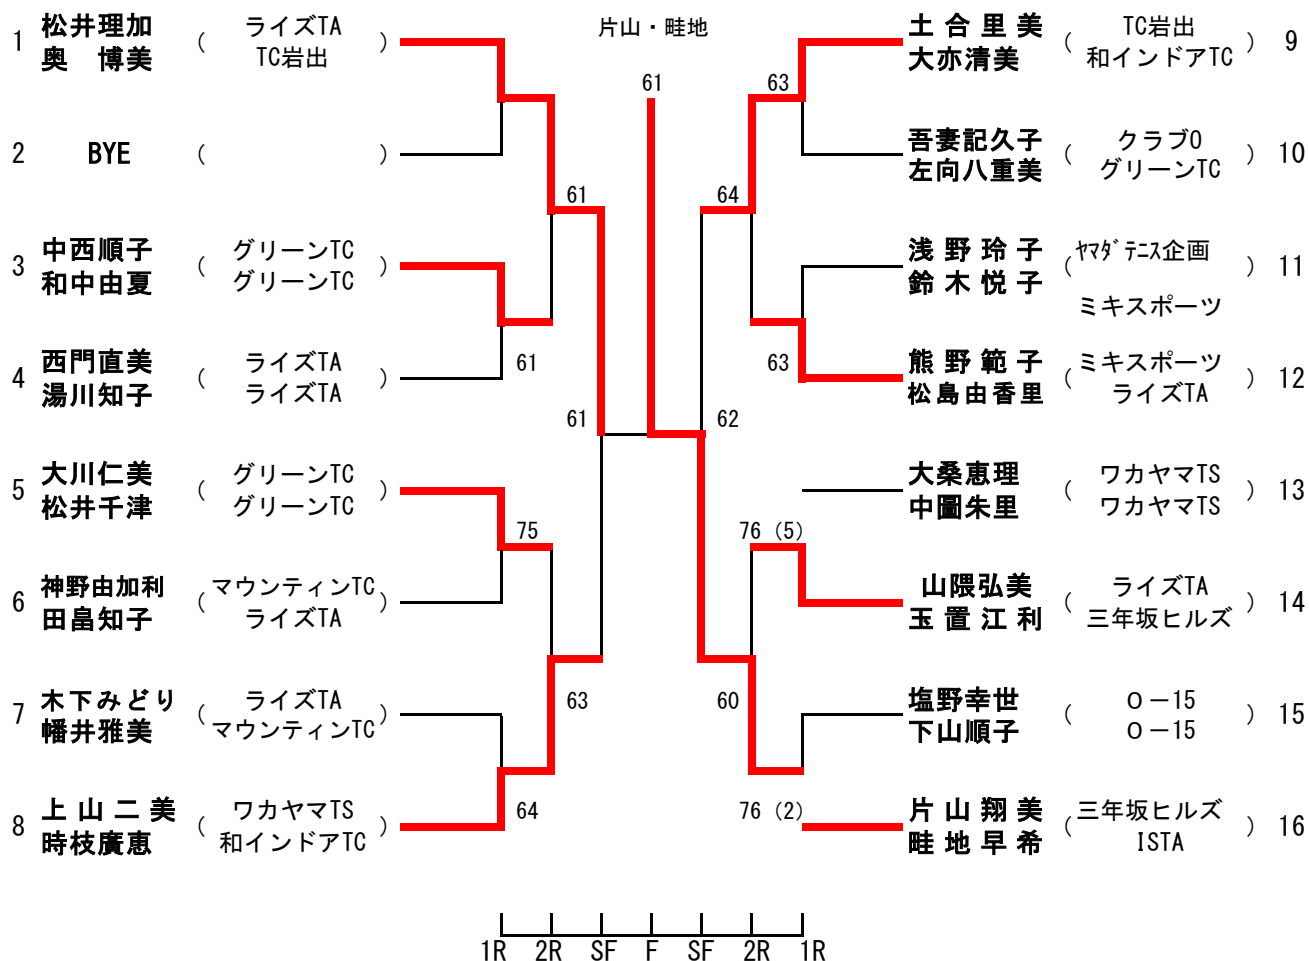 片山・畦地
1 松井理加 ( ライズTA )
奥 博美 TC岩出
2 BYE ( )
3 中西順子 ( グリーンTC )
和中由夏 グリーンTC
4 西門直美 ( ライズTA )
湯川知子 ライズTA
5 大川仁美 ( グリーンTC )
松井千津 グリーンTC
6 神野由加利 ( マウンティンTC )
田畠知子 ライズTA
7 木下みどり ( ライズTA )
幡井雅美 マウンティンTC
8 上山二美 ( ワカヤマTS )
時枝廣恵 和インドアTC
61
61
61
75
63
64
61
63
64
63
62
76 (5)
60
76 (2)
土合里美 ( TC岩出 ) 9
大亦清美 和インドアTC
吾妻記久子 ( クラブO ) 10
左向八重美 グリーンTC
浅野玲子 ( ヤマダテニス企画 ) 11
鈴木悦子 ミキスポーツ
熊野範子 ( ミキスポーツ ) 12
松島由香里 ライズTA
大桑恵理 ( ワカヤマTS ) 13
中圖朱里 ワカヤマTS
山隈弘美 ( ライズTA ) 14
玉置江利 三年坂ヒルズ
塩野幸世 ( O－15 ) 15
下山順子 O－15
片山翔美 ( 三年坂ヒルズ ) 16
畦地早希 ISTA
1R 2R SF F SF 2R 1R